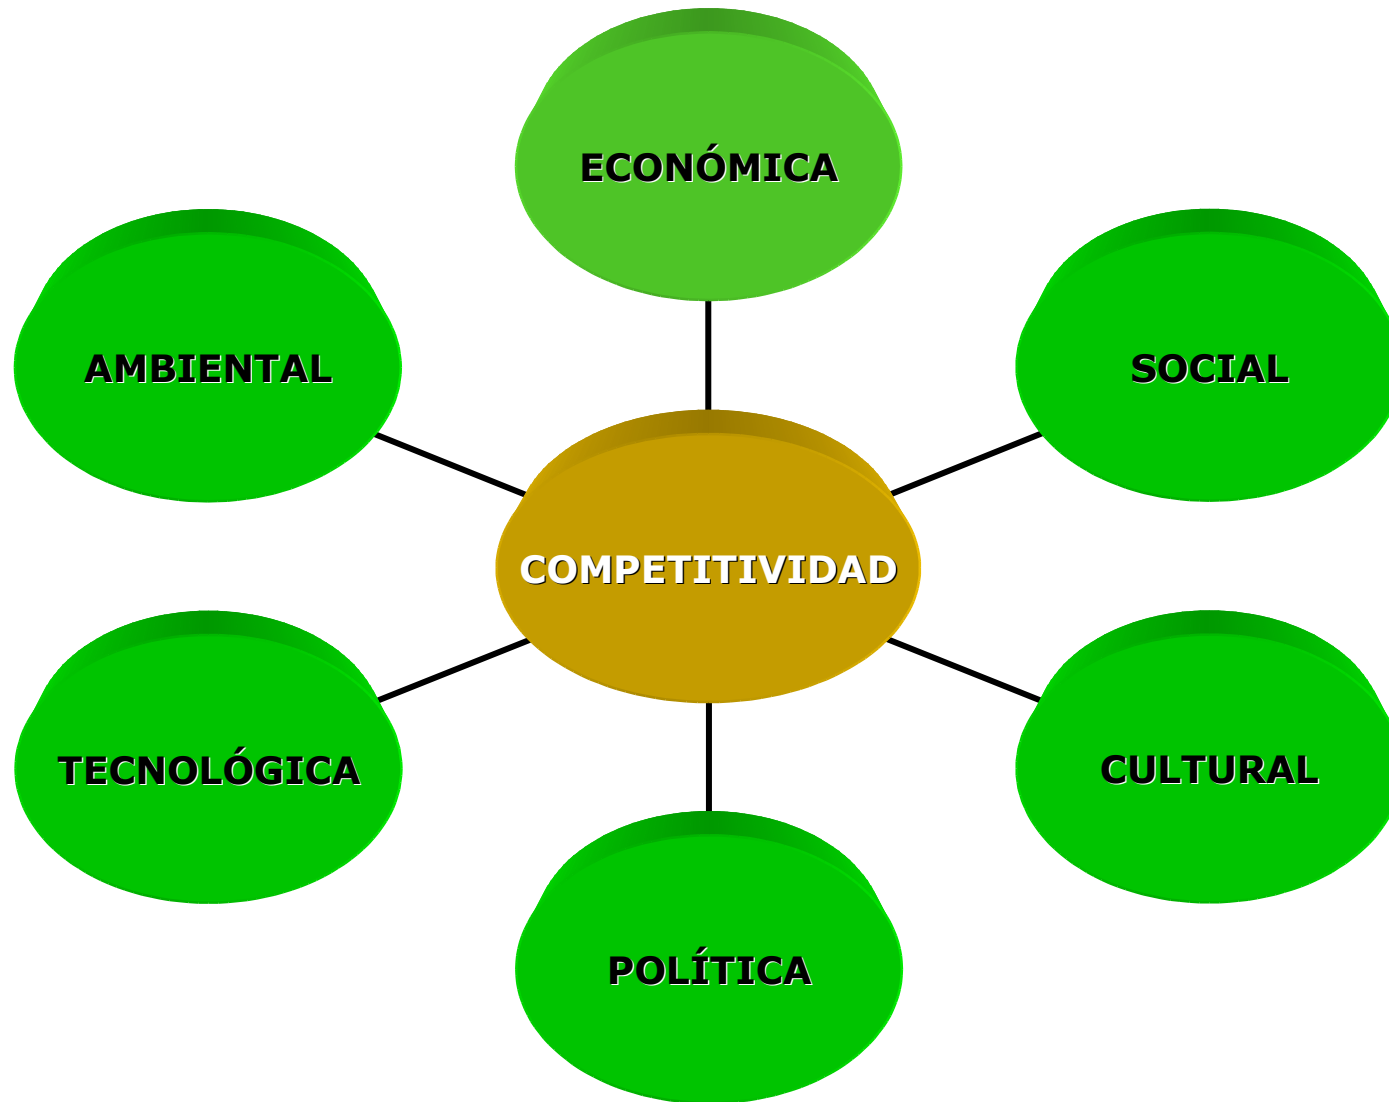 ECONÓMICA
AMBIENTAL
SOCIAL
COMPETITIVIDAD
TECNOLÓGICA
CULTURAL
POLÍTICA